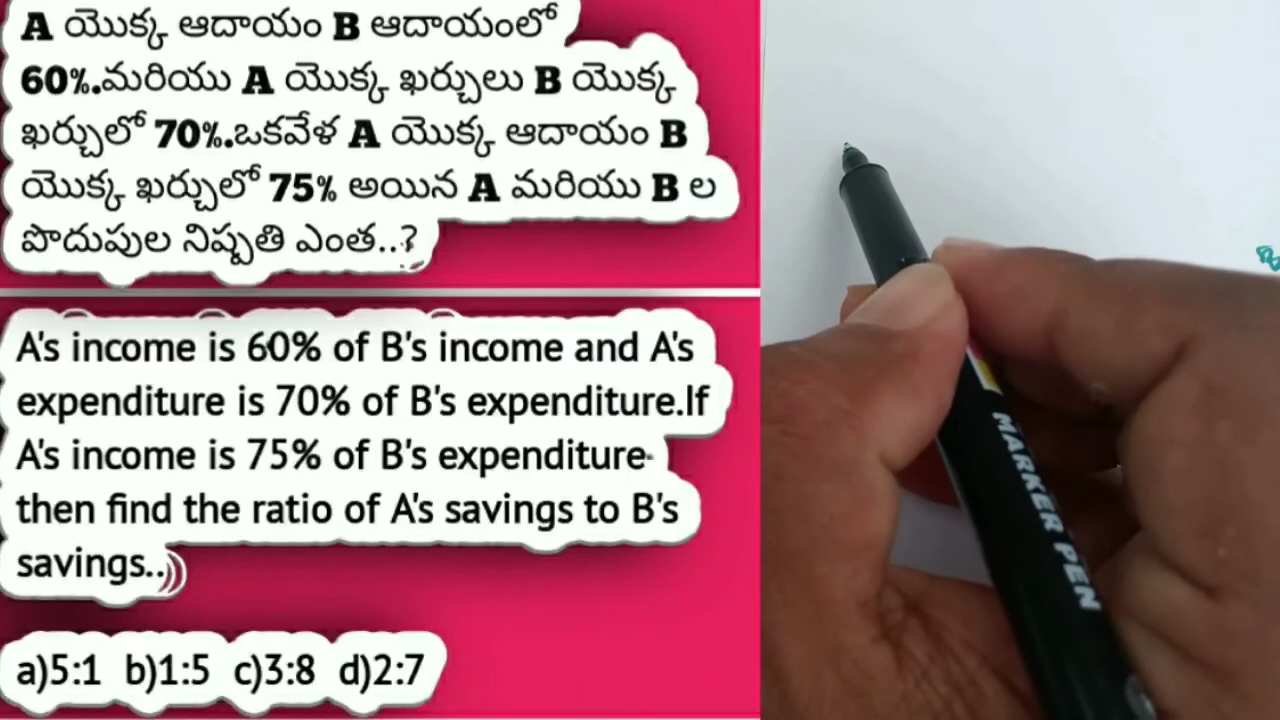 A యొక్క ఆదాయం B ఆదాయంలో
60%.మరియు A యొక్క ఖర్చులు B యొక్క
ఖర్చులో 70%.ఒకవేళ A యొక్క ఆదాయం B
యొక్క ఖర్చులో 75% అయిన A మరియు B ల
పొదుపుల నిష్పతి ఎంత..?
A's income is 60% of B's income and A's
expenditure is 70% of B's expenditure.If
A's income is 75% of B's expenditure
then find the ratio of A's savings to B's
savings..
a)5:1 b)1:5 c)3:8 d)2:7
MARKER PEN